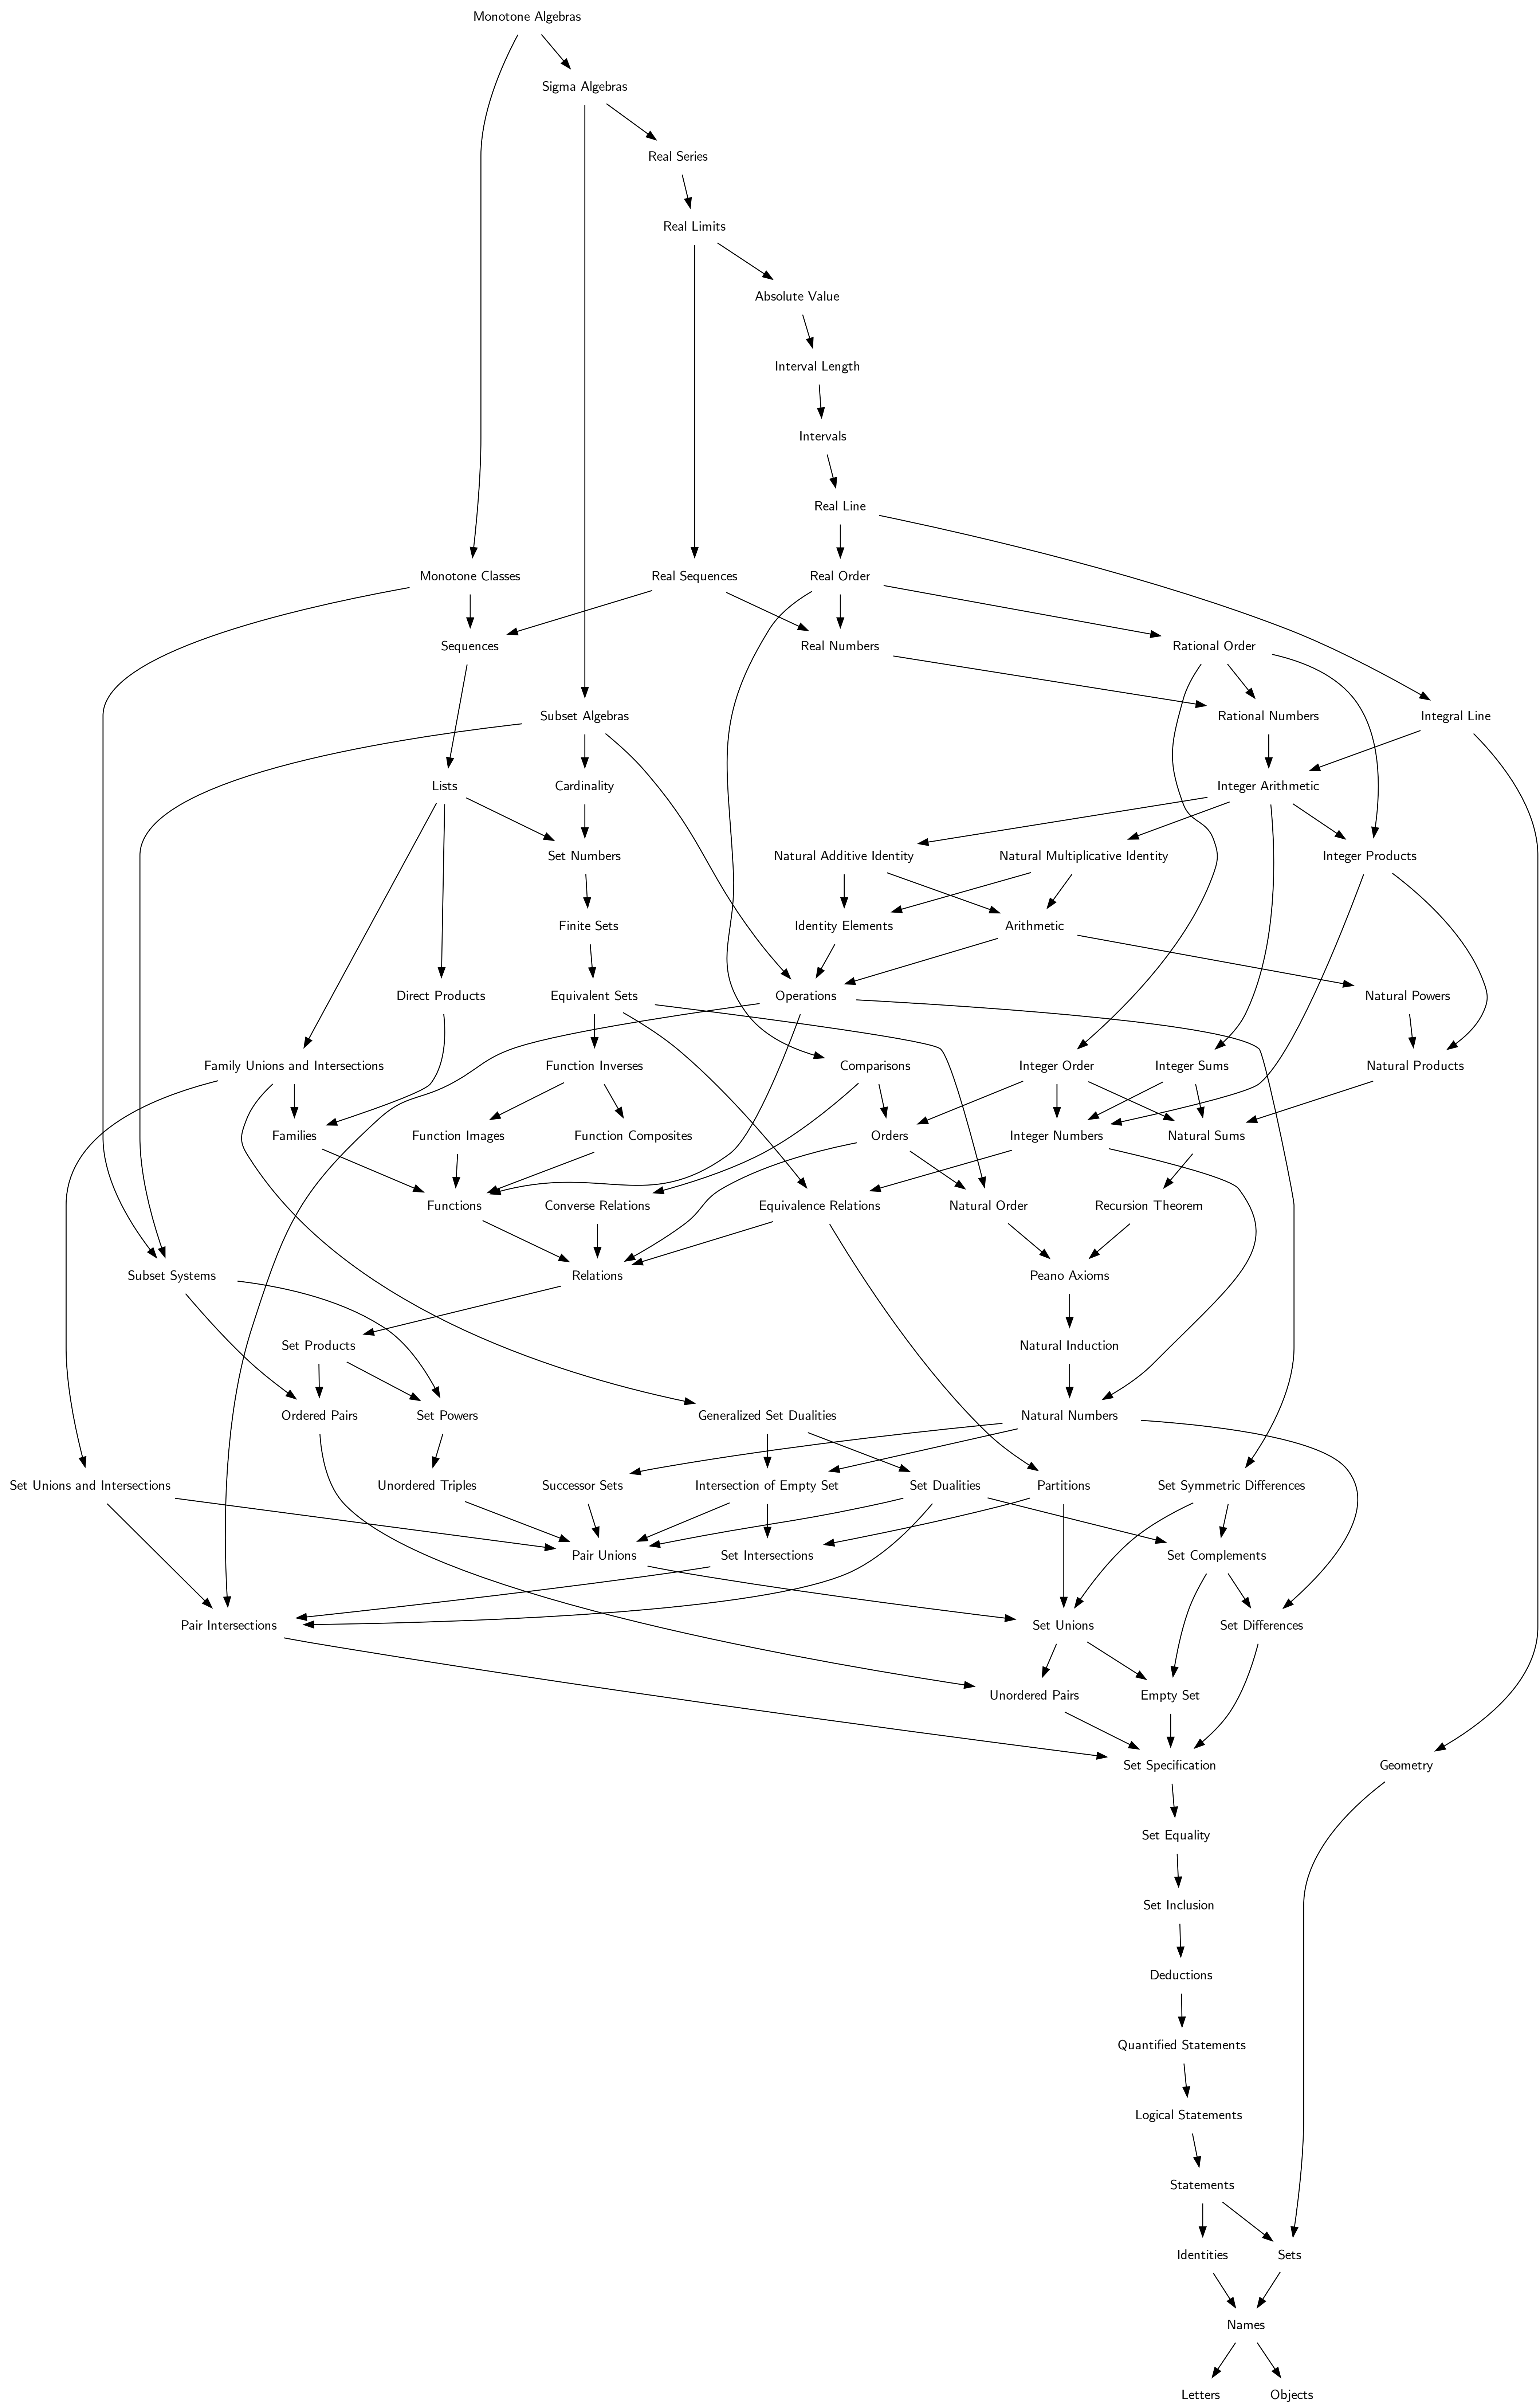 Monotone Algebras
Sigma Algebras
Real Series
Real Limits
Absolute Value
Interval Length
Intervals
Real Line
Monotone Classes
Real Sequences
Real Order
Sequences
Real Numbers
Rational Order
Subset Algebras
Rational Numbers
Integral Line
Lists
Cardinality
Integer Arithmetic
Set Numbers
Natural Additive Identity
Natural Multiplicative Identity
Integer Products
Finite Sets
Identity Elements
Arithmetic
Direct Products
Equivalent Sets
Operations
Natural Powers
Family Unions and Intersections
Function Inverses
Comparisons
Integer Order
Integer Sums
Natural Products
Families
Function Images
Function Composites
Orders
Integer Numbers
Natural Sums
Functions
Converse Relations
Equivalence Relations
Natural Order
Recursion Theorem
Subset Systems
Relations
Peano Axioms
Set Products
Natural Induction
Ordered Pairs
Set Powers
Generalized Set Dualities
Natural Numbers
Set Unions and Intersections
Unordered Triples
Successor Sets
Intersection of Empty Set
Set Dualities
Partitions
Set Symmetric Differences
Pair Unions
Set Intersections
Set Complements
Pair Intersections
Set Unions
Set Differences
Unordered Pairs
Empty Set
Set Specification
Geometry
Set Equality
Set Inclusion
Deductions
Quantified Statements
Logical Statements
Statements
Identities
Sets
Names
Letters
Objects